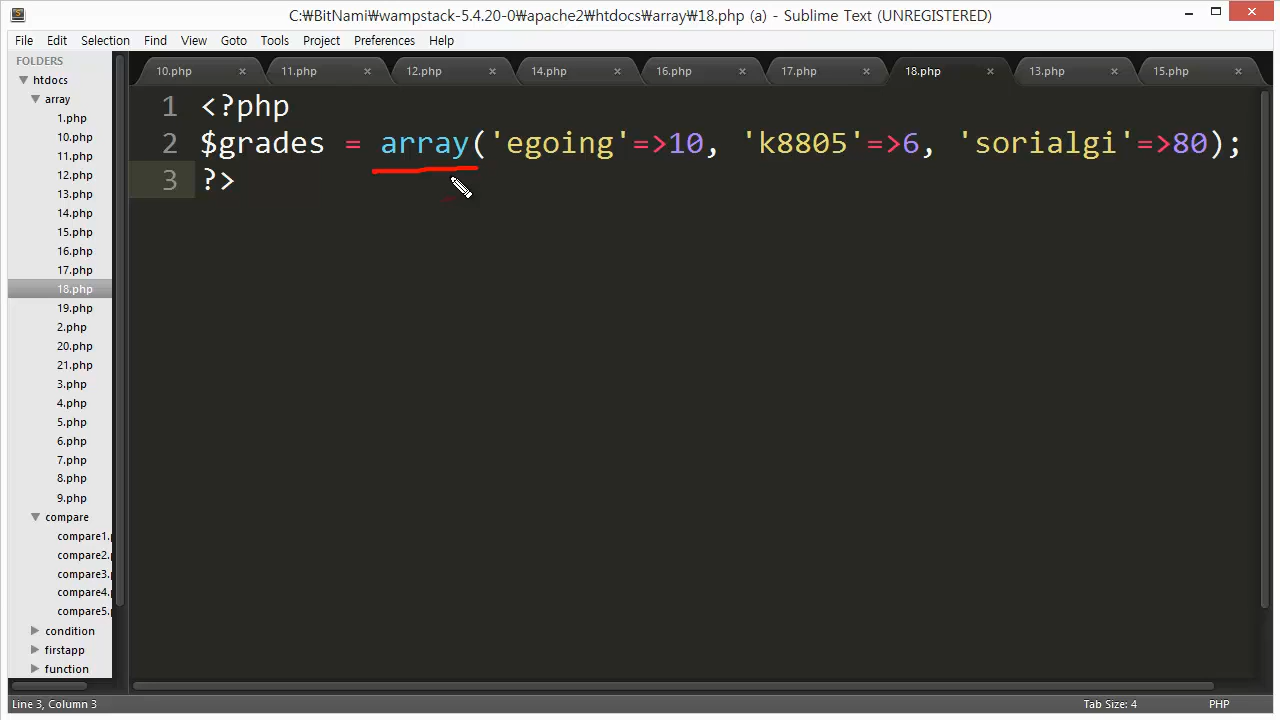 C:₩BitNami₩wampstack-5.4.20-0₩apache2₩htdocs₩array₩18.php (a) - Sublime Text (UNREGISTERED)
File Edit Selection Find View Goto Tools Project Preferences Help
FOLDERS
htdocs
array
1.php
10.php
11.php
12.php
13.php
14.php
15.php
16.php
17.php
18.php
19.php
2.php
20.php
21.php
3.php
4.php
5.php
6.php
7.php
8.php
9.php
compare
compare1.
compare2.
compare3.
compare4.
compare5.
condition
firstapp
function
10.php 11.php 12.php 14.php 16.php 17.php 18.php 13.php 15.php
1 <?php
2 $grades = array('egoing'=>10, 'k8805'=>6, 'sorialgi'=>80);
3 ?>
Line 3, Column 3 Tab Size: 4 PHP